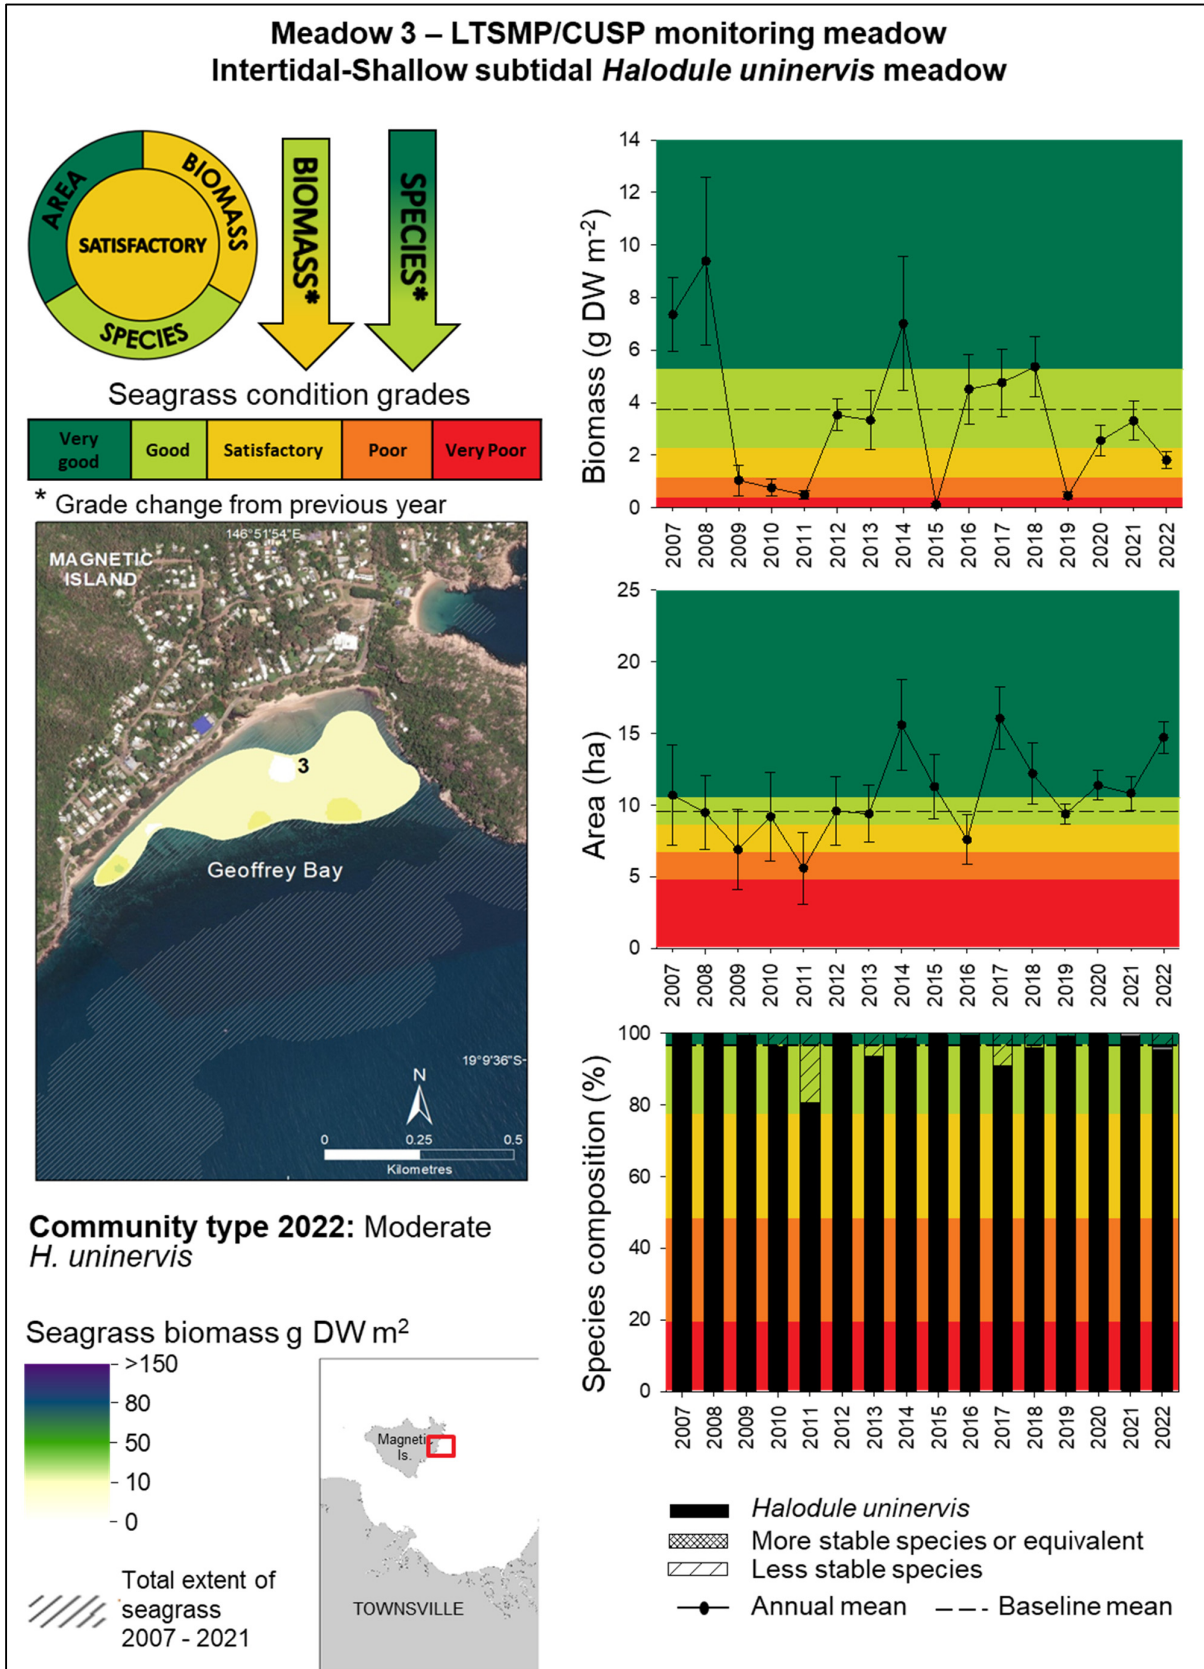 Meadow 3 – LTSMP/CUSP monitoring meadow
Intertidal-Shallow subtidal Halodule uninervis meadow
AREA
BIOMASS
SATISFACTORY
SPECIES
BIOMASS*
SPECIES*
Seagrass condition grades
Very good
Good
Satisfactory
Poor
Very Poor
* Grade change from previous year
146°51'54"E
MAGNETIC
ISLAND
3
Geoffrey Bay
19°9'36"S
N
0 0.25 0.5
Kilometres
Community type 2022: Moderate
H. uninervis
Seagrass biomass g DW m2
>150
80
50
10
0
Total extent of
seagrass
2007 - 2021
Magnetic
Is.
TOWNSVILLE
Biomass (g DW m-2)
14
12
10
8
6
4
2
0
2007 2008 2009 2010 2011 2012 2013 2014 2015 2016 2017 2018 2019 2020 2021 2022
Area (ha)
25
20
15
10
5
0
2007 2008 2009 2010 2011 2012 2013 2014 2015 2016 2017 2018 2019 2020 2021 2022
Species composition (%)
100
80
60
40
20
0
2007 2008 2009 2010 2011 2012 2013 2014 2015 2016 2017 2018 2019 2020 2021 2022
Halodule uninervis
More stable species or equivalent
Less stable species
Annual mean
Baseline mean